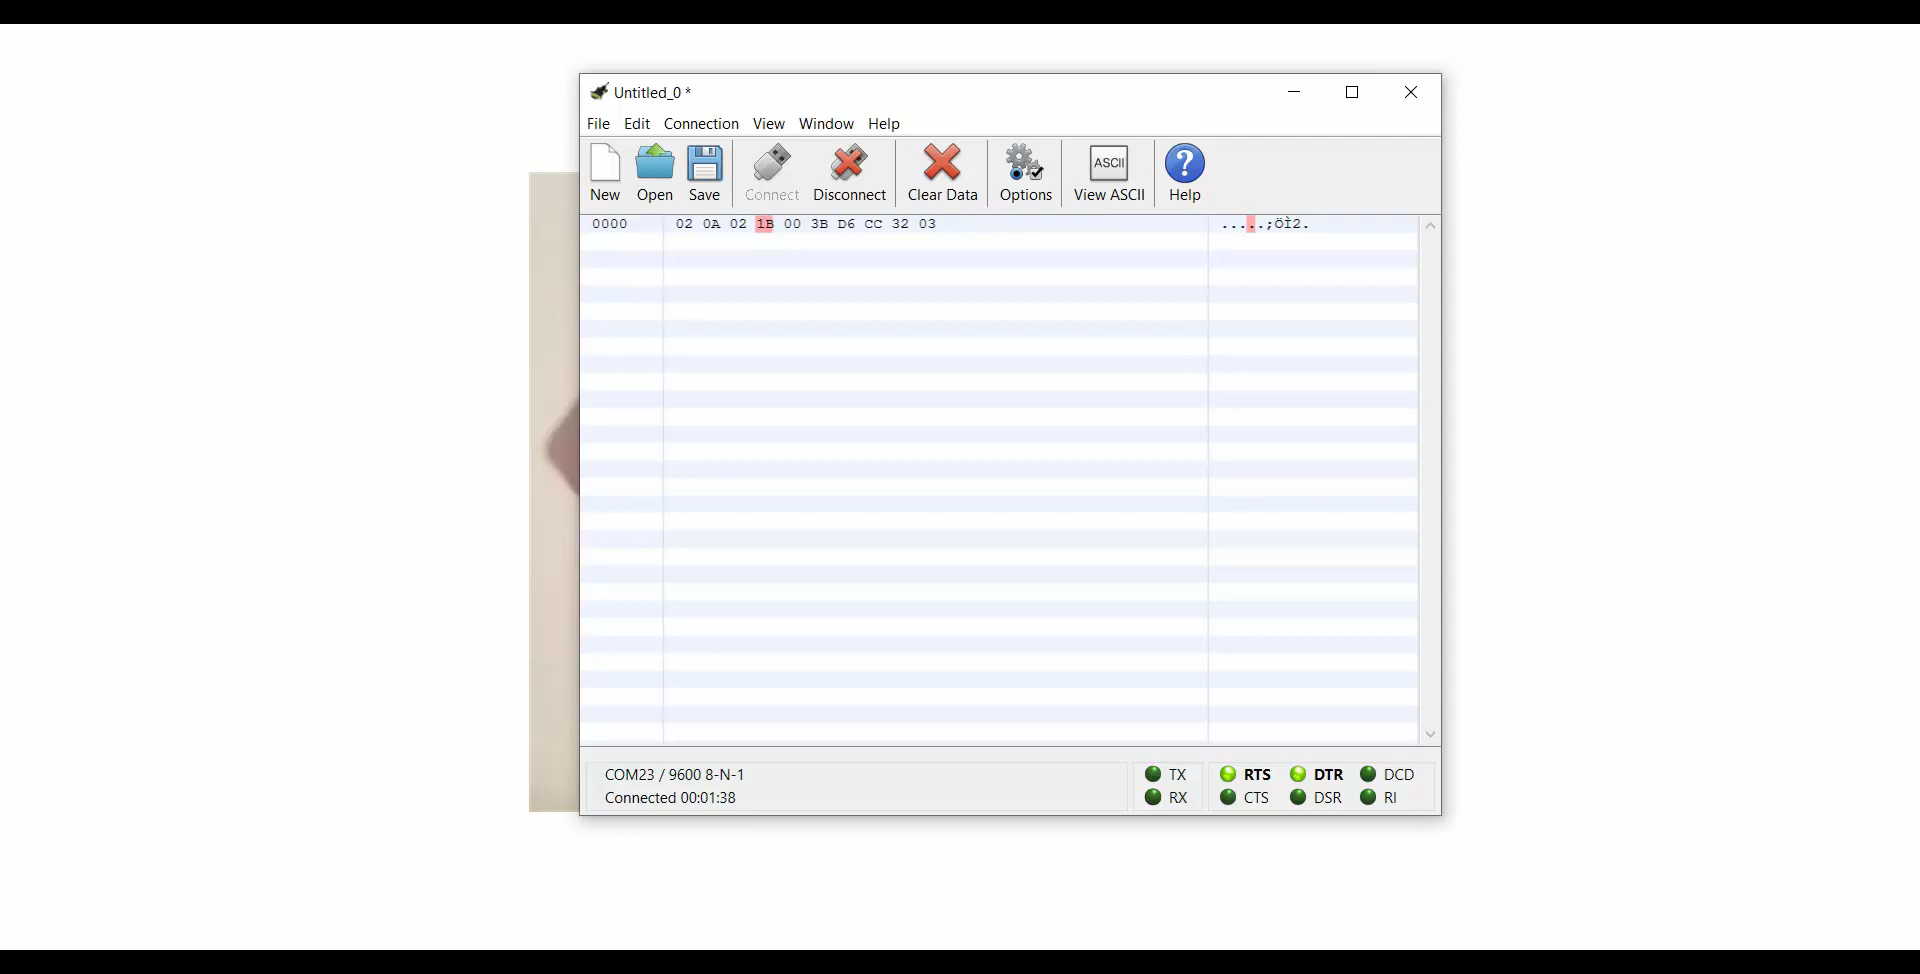 Untitled_0 *
File Edit Connection View Window Help
New Open Save Connect Disconnect Clear Data Options ASCII View ASCII ? Help
0000 02 0A 02 1B 00 3B D6 CC 32 03 .....;ÖÌ2.
COM23 / 9600 8-N-1 TX RTS DTR DCD
Connected 00:01:38 RX CTS DSR RI